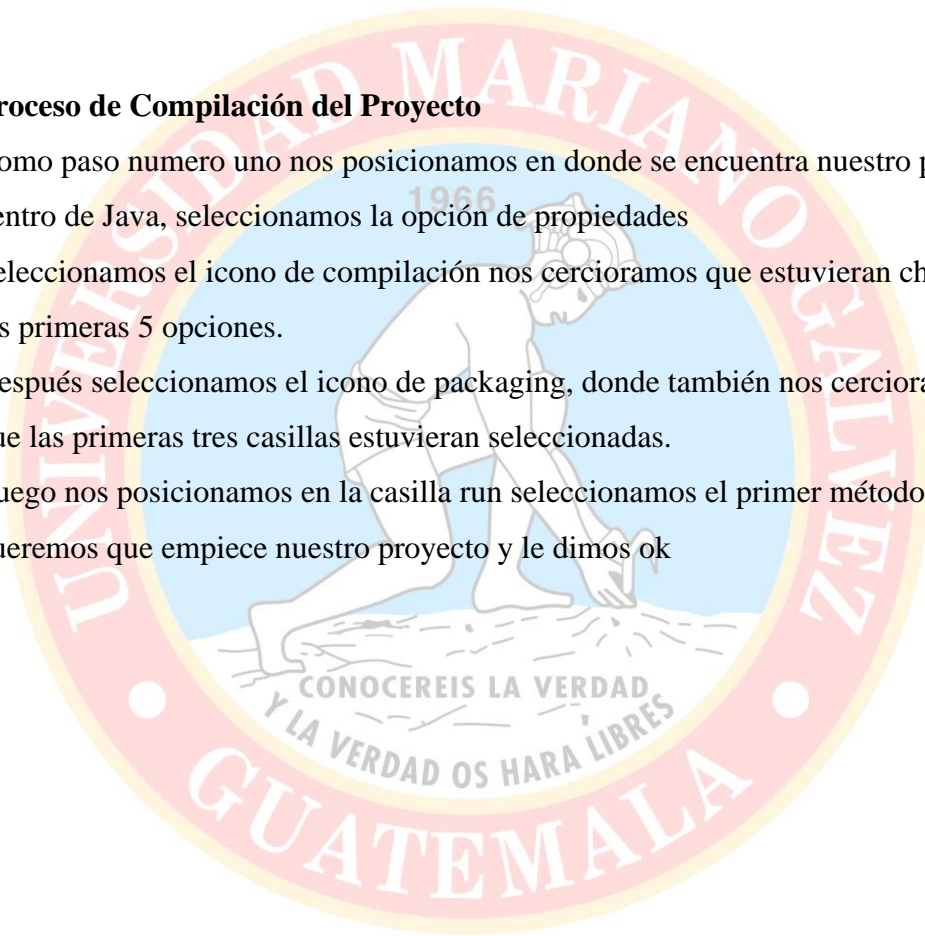 roceso de Compilación del Proyecto
omo paso numero uno nos posicionamos en donde se encuentra nuestro p
entro de Java, seleccionamos la opción de propiedades
eleccionamos el icono de compilación nos cercioramos que estuvieran ch
s primeras 5 opciones.
espués seleccionamos el icono de packaging, donde también nos cerciora
ue las primeras tres casillas estuvieran seleccionadas.
uego nos posicionamos en la casilla run seleccionamos el primer método
ueremos que empiece nuestro proyecto y le dimos ok
UNIVERSIDAD MARIANO GALVEZ
1966
CONOCEREIS LA VERDAD
Y LA VERDAD OS HARA LIBRES
GUATEMALA